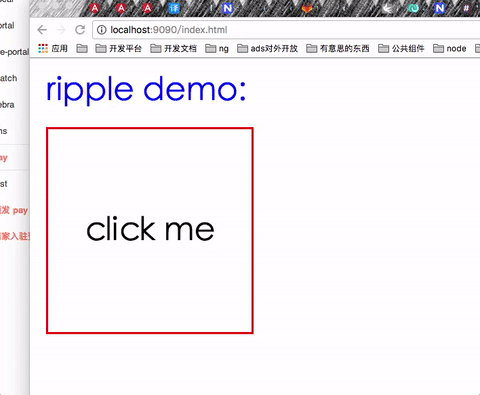 译
localhost:9090/index.html
应用 开发平台 开发文档 ng ads对外开放 有意思的东西 公共组件 node
portal
e-portal
atch
ebra
ns
ay
st
发 pay
家入驻
ripple demo:
click me